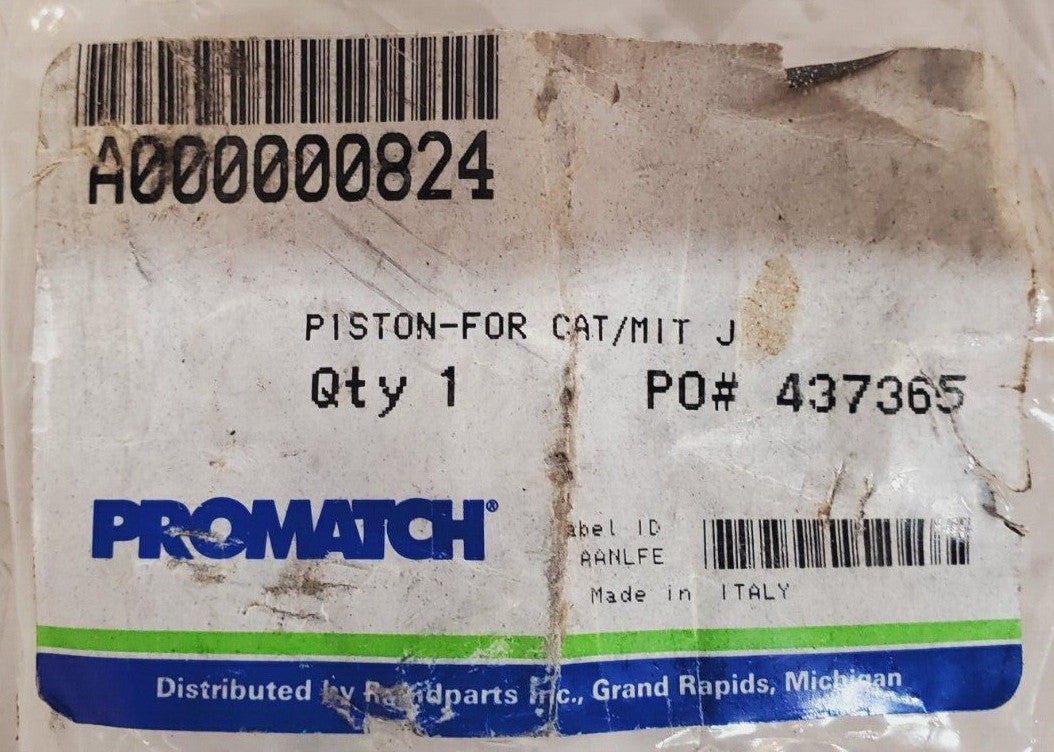 A000000824
PISTON-FOR CAT/MIT J
Qty 1 PO# 437365
PROMATCH®
abel ID
AANLFE
Made in ITALY
Distributed by Rapidparts Inc., Grand Rapids, Michigan